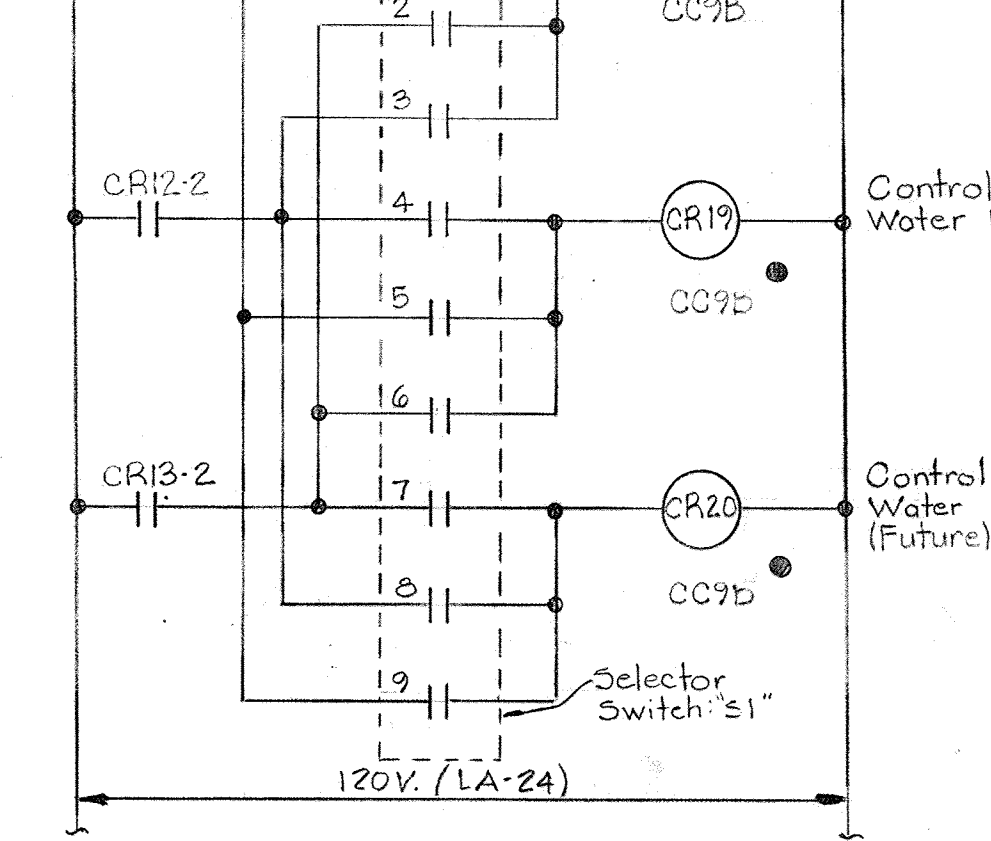 2
CC9B
3
CR12-2
4
CR19
Control
Water
5
CC9B
6
CR13-2
7
CR20
Control
Water
(Future)
8
CC9B
9
Selector
Switch: "S1"
120V. (LA-24)